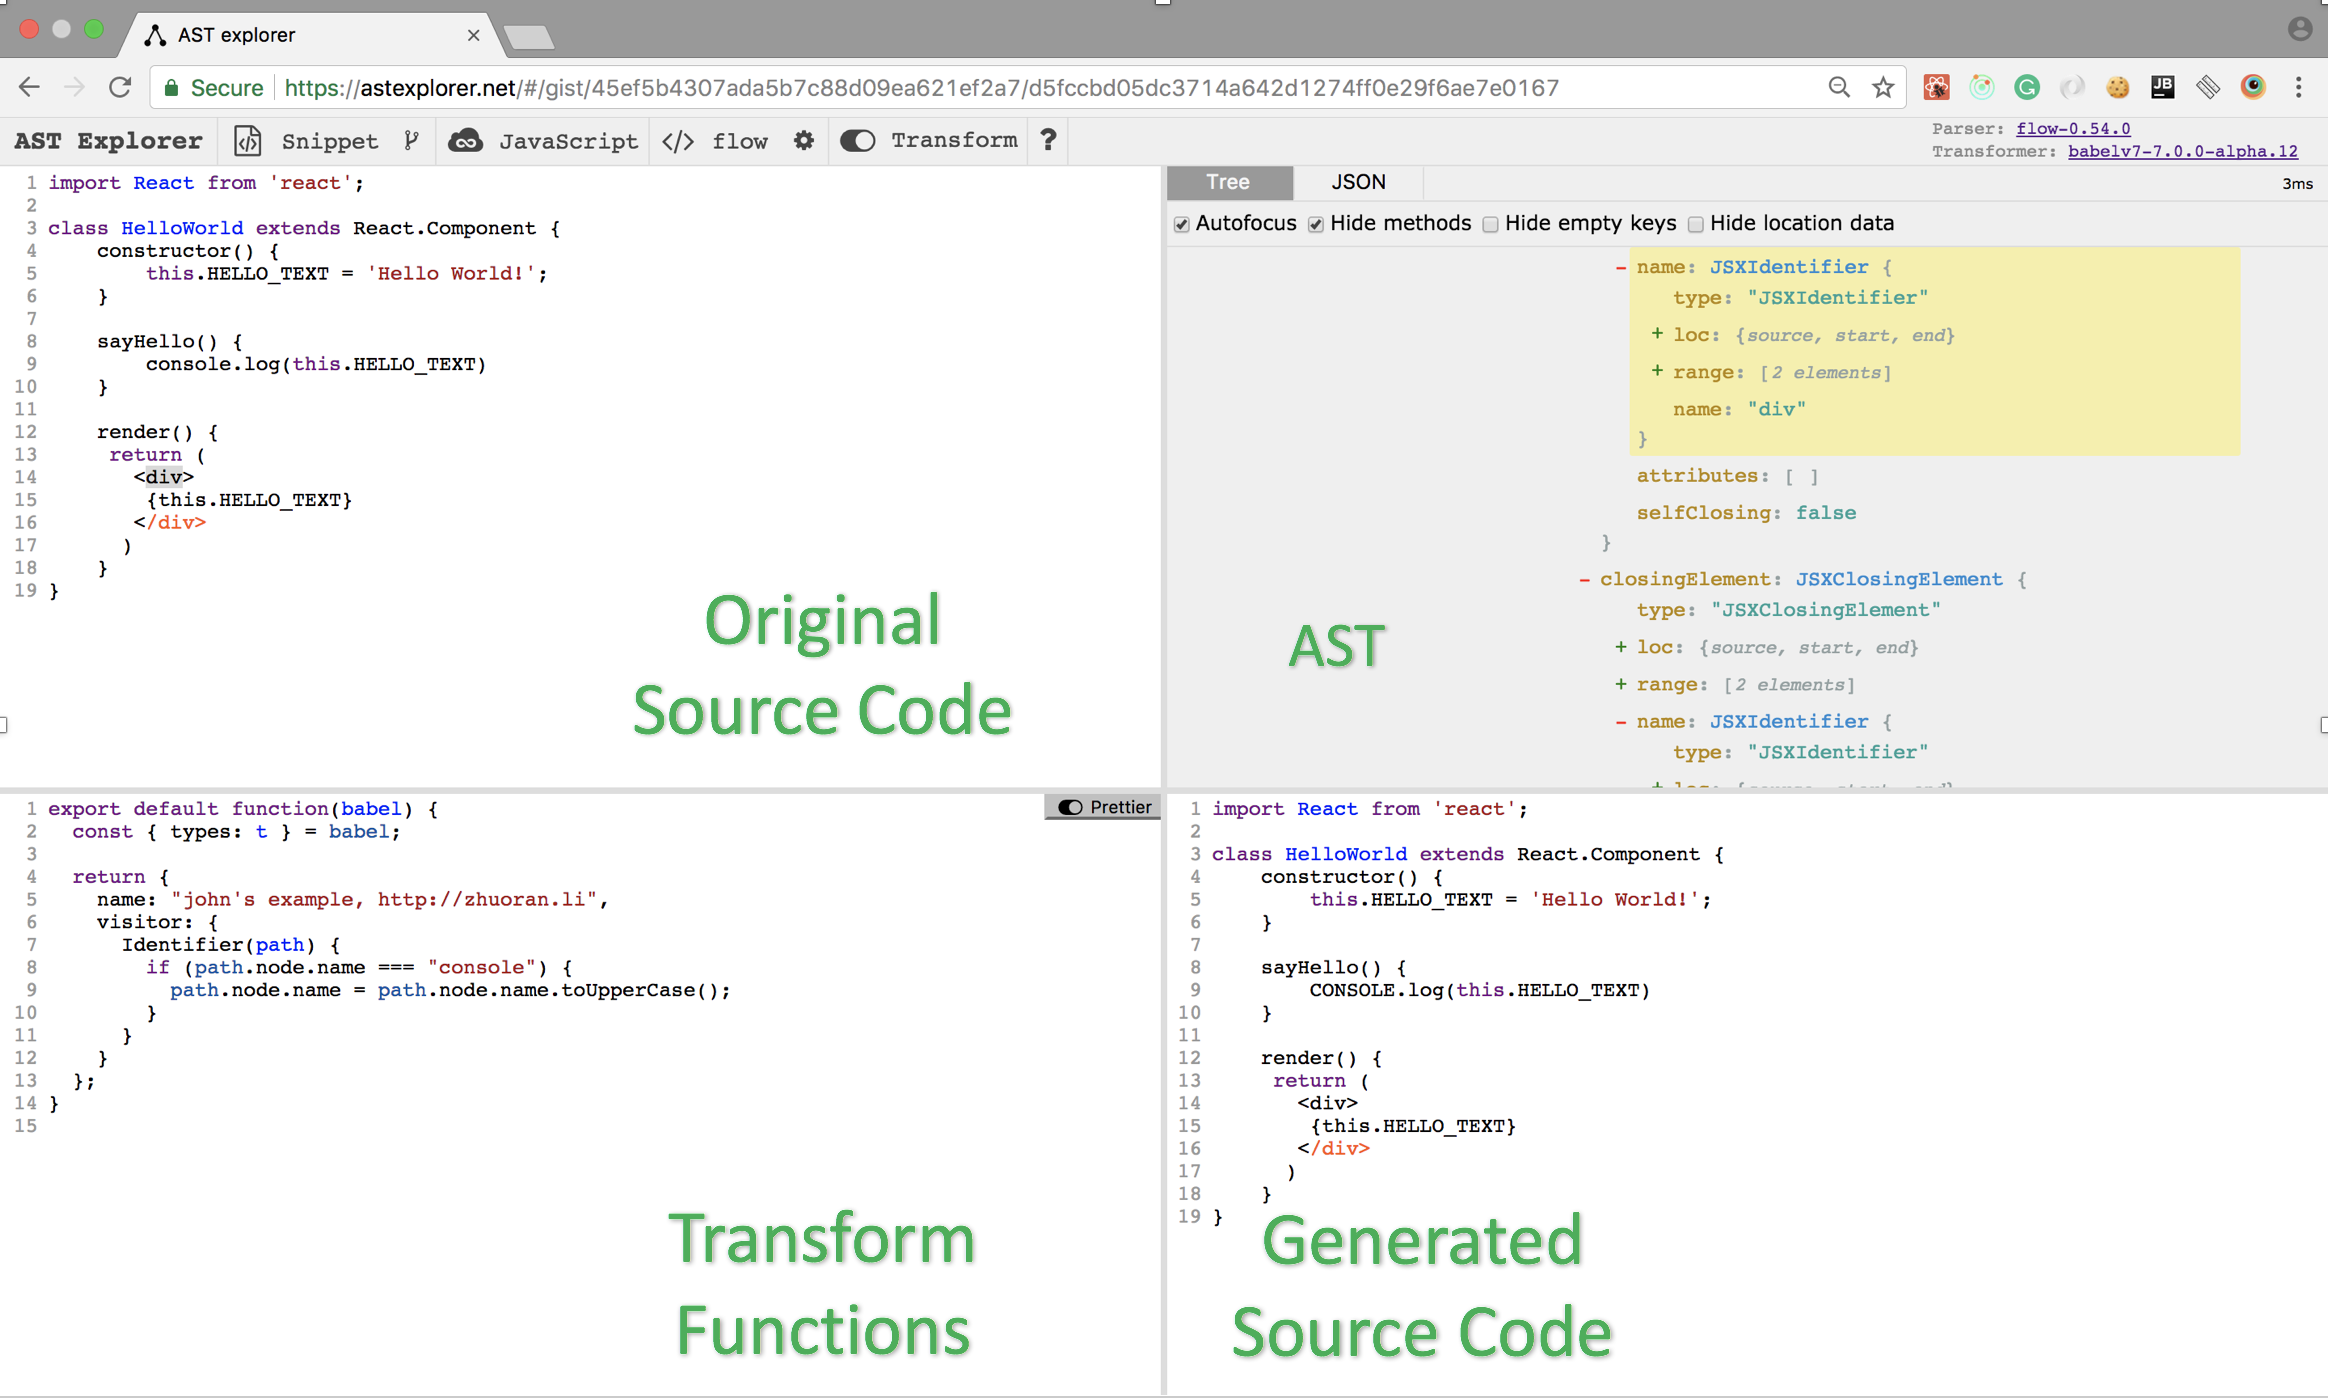 AST explorer
Secure https://astexplorer.net/#/gist/45ef5b4307ada5b7c88d09ea621ef2a7/d5fccbd05dc3714a642d1274ff0e29f6ae7e0167
JB
AST Explorer Snippet JavaScript </> flow Transform ?
Parser: flow-0.54.0
Transformer: babelv7-7.0.0-alpha.12
1 import React from 'react';
2
3 class HelloWorld extends React.Component {
4     constructor() {
5         this.HELLO_TEXT = 'Hello World!';
6     }
7
8     sayHello() {
9         console.log(this.HELLO_TEXT)
10     }
11
12     render() {
13      return (
14        <div>
15         {this.HELLO_TEXT}
16        </div>
17       )
18     }
19 }
Original
Source Code
Tree JSON 3ms
Autofocus Hide methods Hide empty keys Hide location data
- name: JSXIdentifier {
type: "JSXIdentifier"
+ loc: {source, start, end}
+ range: [2 elements]
name: "div"
}
attributes: [ ]
selfClosing: false
}
- closingElement: JSXClosingElement {
type: "JSXClosingElement"
+ loc: {source, start, end}
+ range: [2 elements]
- name: JSXIdentifier {
type: "JSXIdentifier"
+ loc: {source, start, end}
AST
1 export default function(babel) {
2   const { types: t } = babel;
3
4   return {
5     name: "john's example, http://zhuoran.li",
6     visitor: {
7       Identifier(path) {
8         if (path.node.name === "console") {
9           path.node.name = path.node.name.toUpperCase();
10         }
11       }
12     }
13   };
14 }
15
Prettier
Transform
Functions
1 import React from 'react';
2
3 class HelloWorld extends React.Component {
4     constructor() {
5         this.HELLO_TEXT = 'Hello World!';
6     }
7
8     sayHello() {
9         CONSOLE.log(this.HELLO_TEXT)
10     }
11
12     render() {
13      return (
14        <div>
15         {this.HELLO_TEXT}
16        </div>
17       )
18     }
19 }
Generated
Source Code